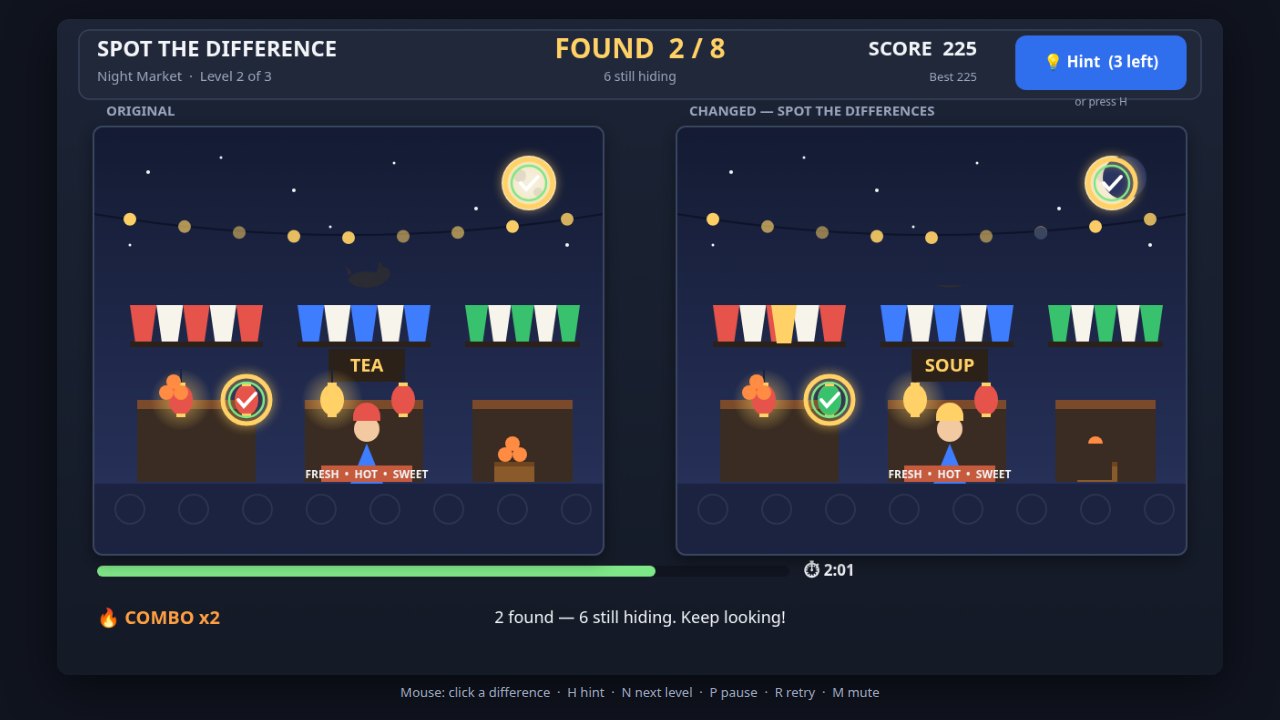 SPOT THE DIFFERENCE
Night Market · Level 2 of 3
FOUND 2 / 8
6 still hiding
SCORE 225
Best 225
💡 Hint (3 left)
or press H
ORIGINAL
CHANGED — SPOT THE DIFFERENCES
TEA
FRESH • HOT • SWEET
SOUP
FRESH • HOT • SWEET
⏱ 2:01
🔥 COMBO x2
2 found — 6 still hiding. Keep looking!
Mouse: click a difference · H hint · N next level · P pause · R retry · M mute